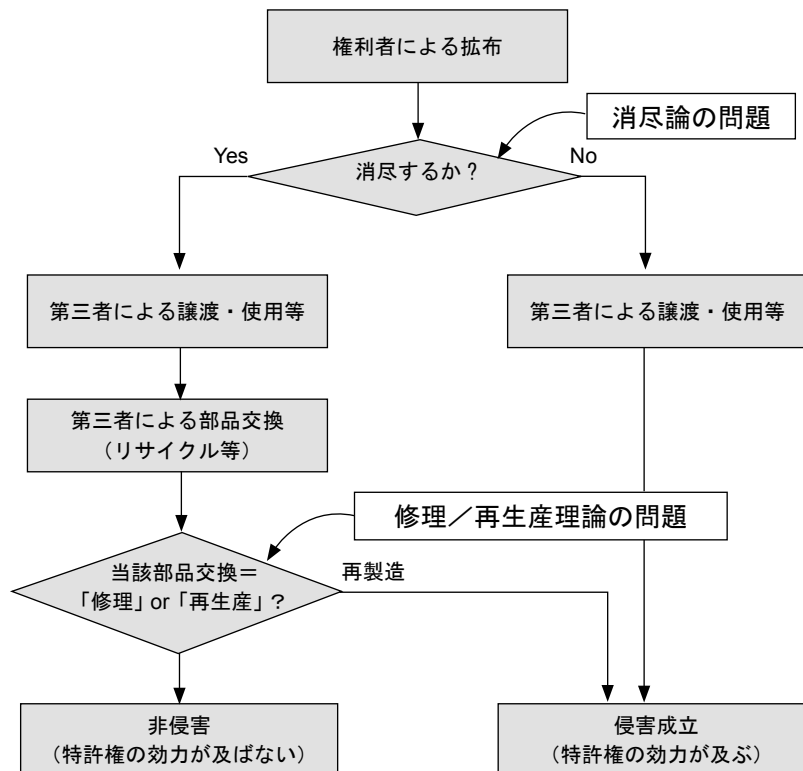 権利者による拡布
消尽論の問題
Yes
消尽するか？
No
第三者による譲渡・使用等
第三者による譲渡・使用等
第三者による部品交換
（リサイクル等）
修理／再生産理論の問題
当該部品交換＝
「修理」or「再生産」？
再製造
非侵害
（特許権の効力が及ばない）
侵害成立
（特許権の効力が及ぶ）